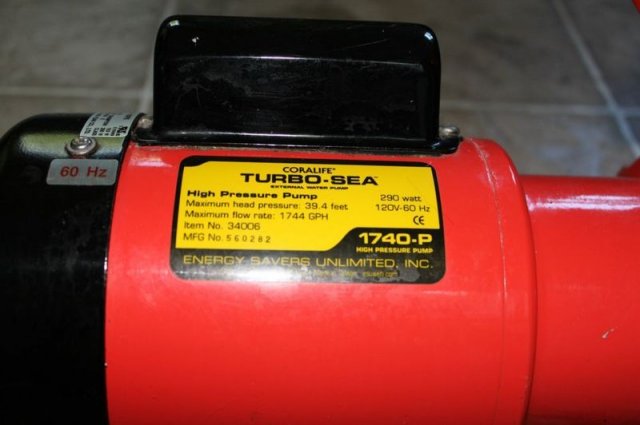 60 Hz
CORALIFE®
TURBO-SEA™
EXTERNAL WATER PUMP
High Pressure Pump
Maximum head pressure: 39.4 feet
Maximum flow rate: 1744 GPH
Item No. 34006
MFG No. 560282
290 watt
120V-60 Hz
CE
1740-P
HIGH PRESSURE PUMP
ENERGY SAVERS UNLIMITED, INC.